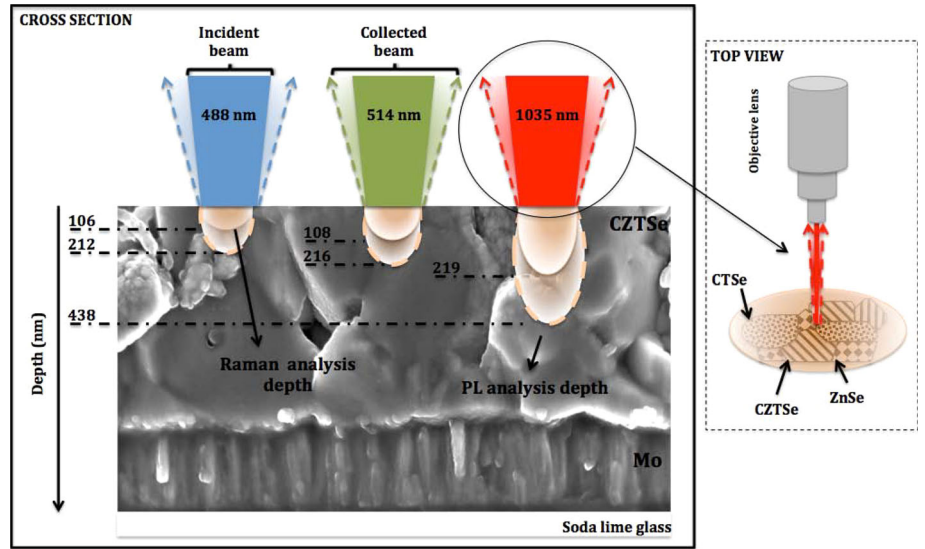 CROSS SECTION
Incident
beam
Collected
beam
488 nm
514 nm
1035 nm
106
212
108
216
219
438
CZTSe
Raman analysis
depth
PL analysis depth
Mo
Depth (nm)
Soda lime glass
TOP VIEW
Objective lens
CTSe
CZTSe
ZnSe